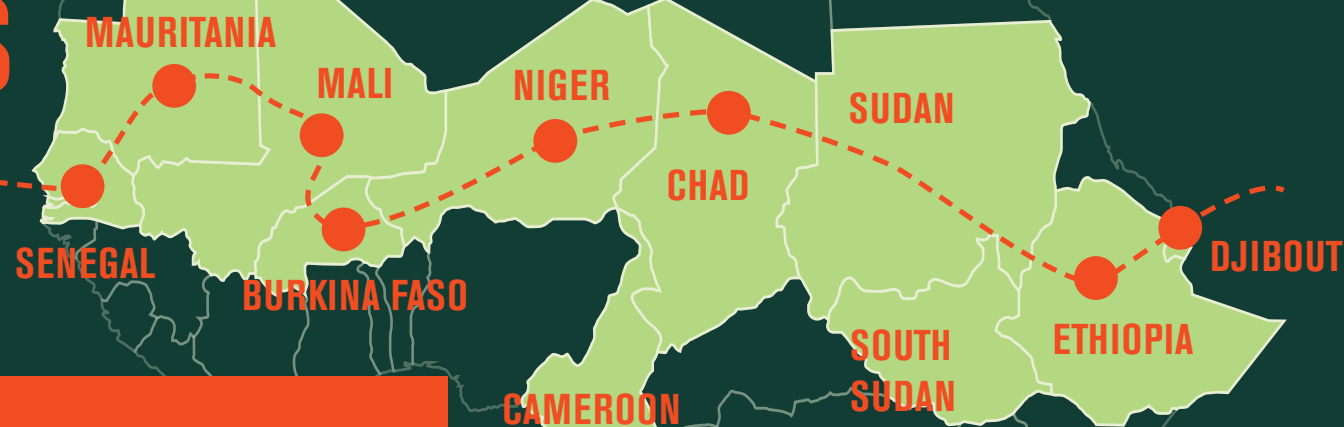 MAURITANIA
MALI
NIGER
SUDAN
CHAD
SENEGAL
BURKINA FASO
DJIBOUT
ETHIOPIA
SOUTH
SUDAN
CAMEROON